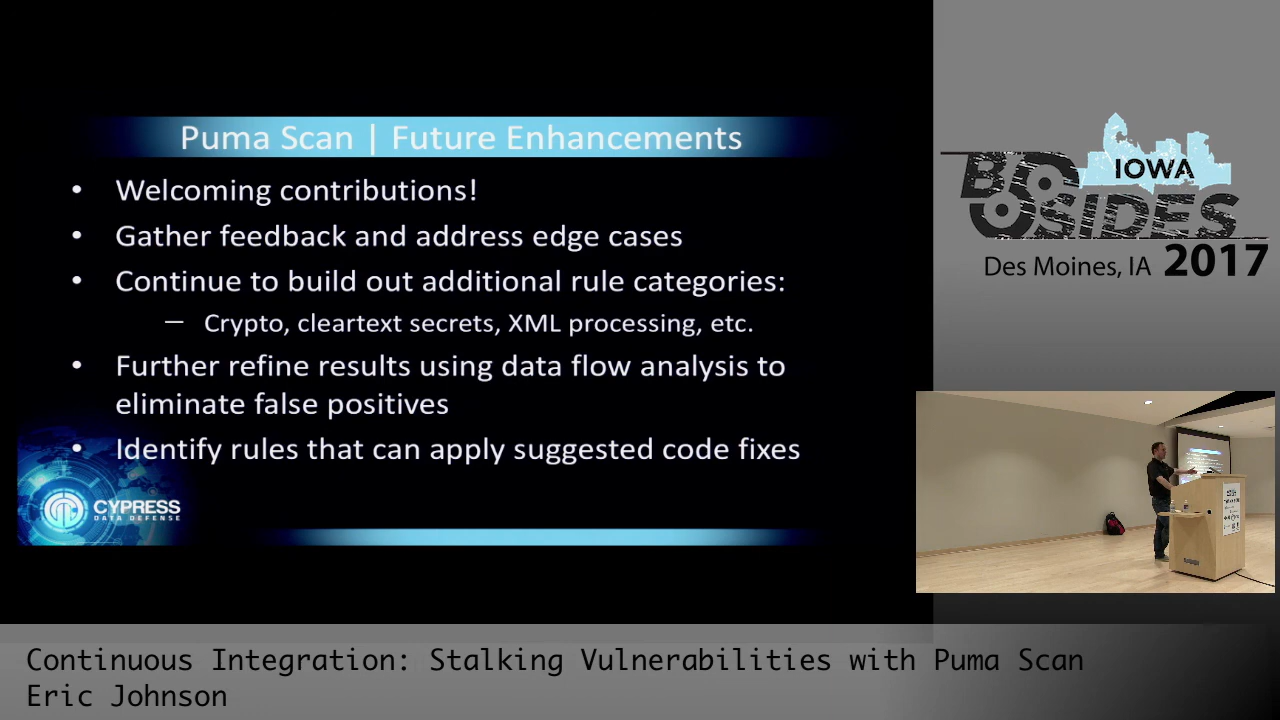 Puma Scan | Future Enhancements
• Welcoming contributions!
• Gather feedback and address edge cases
• Continue to build out additional rule categories:
– Crypto, cleartext secrets, XML processing, etc.
• Further refine results using data flow analysis to
eliminate false positives
• Identify rules that can apply suggested code fixes
CYPRESS
DATA DEFENSE
IOWA
BSIDES
Des Moines, IA 2017
Continuous Integration: Stalking Vulnerabilities with Puma Scan
Eric Johnson